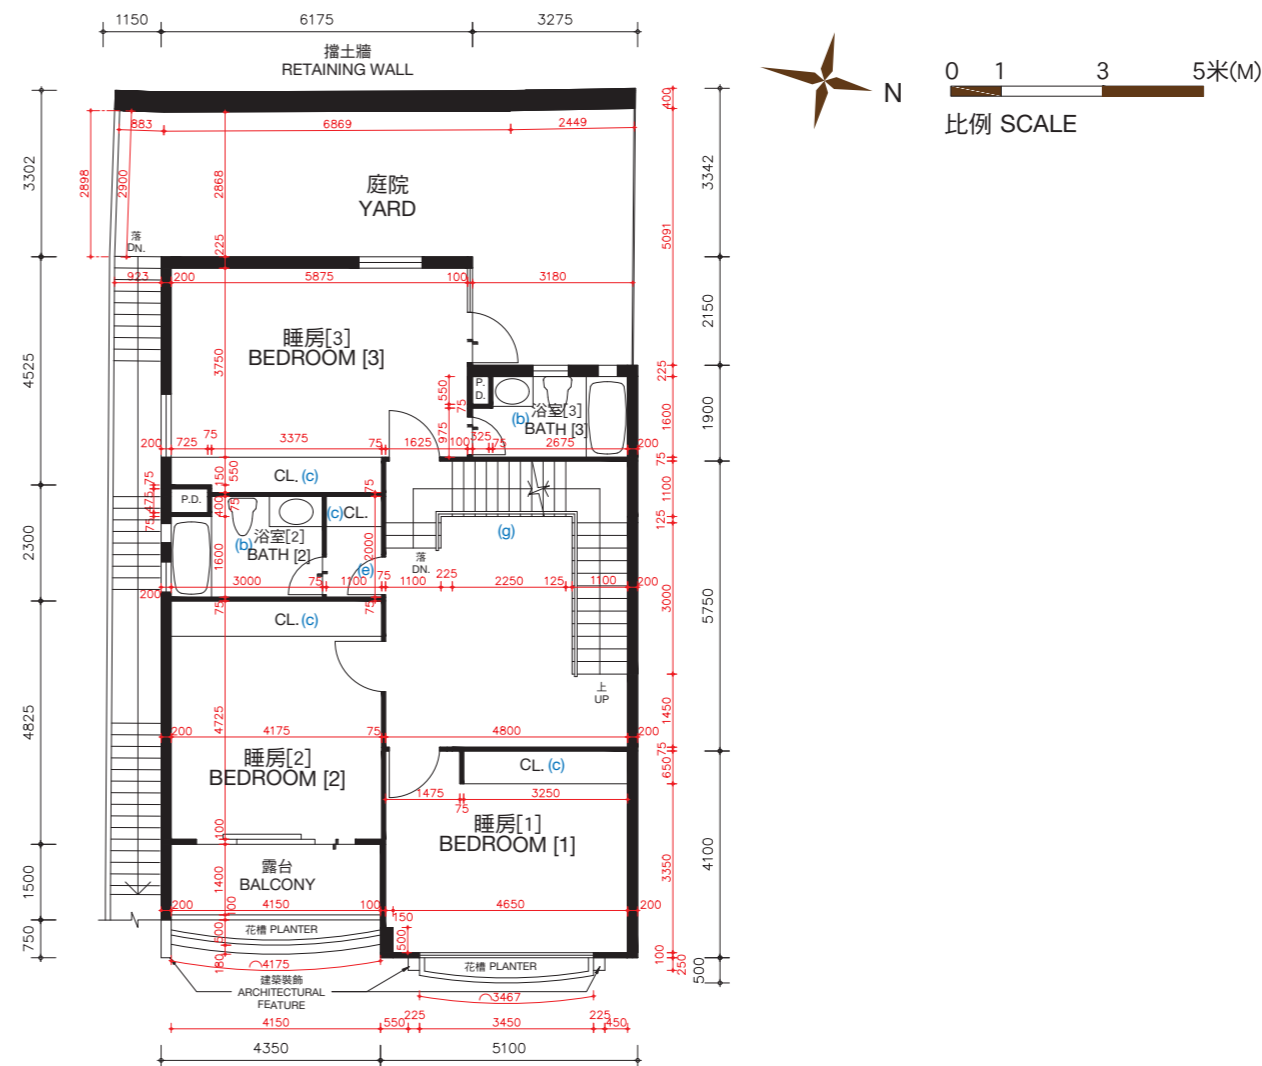 1150 6175 3275
擋土牆
RETAINING WALL
N
0 1 3 5米(M)
比例 SCALE
883 6869 2449
400
3302
2898
2900
2868
3342
庭院
YARD
5091
落
DN.
225
923 200 5875 100 3180
4525
3750
睡房[3]
BEDROOM [3]
2150
225
P.
D.
550
75
975
(b)
浴室[3]
BATH [3]
1600
1900
200 725 75 3375 75 1625 100 325 75 2675 200
75
CL. (c)
150
550
75
475
75
P.D.
400
75
75
(c) CL.
1100
125
(g)
2300
(b)
浴室[2]
BATH [2]
1600
2000
(e)
落
DN.
200 3000 75 1100 75 1100 225 2250 125 1100 200
3000
5750
75
75
CL. (c)
上
UP
4825
4725
1450
200 4175 75 4800 200
睡房[2]
BEDROOM [2]
75
650
CL. (c)
1475 75 3250
睡房[1]
BEDROOM [1]
100
3350
4100
1500
1400
露台
BALCONY
200 4150 100 4650 200
100
150
500
750
500
花槽 PLANTER
花槽 PLANTER
180
4175
100
250
500
建築裝飾
ARCHITECTURAL
FEATURE
3467
4150 550 225 3450 225 450
4350 5100